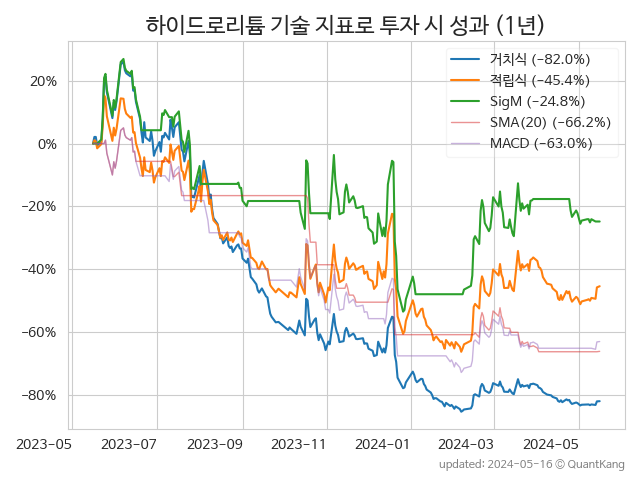 하이드로리튬 기술 지표로 투자 시 성과 (1년)
거치식 (−82.0%)
적립식 (−45.4%)
SigM (−24.8%)
SMA(20) (−66.2%)
MACD (−63.0%)
20%
0%
−20%
−40%
−60%
−80%
2023-05 2023-07 2023-09 2023-11 2024-01 2024-03 2024-05
updated: 2024-05-16 © QuantKang